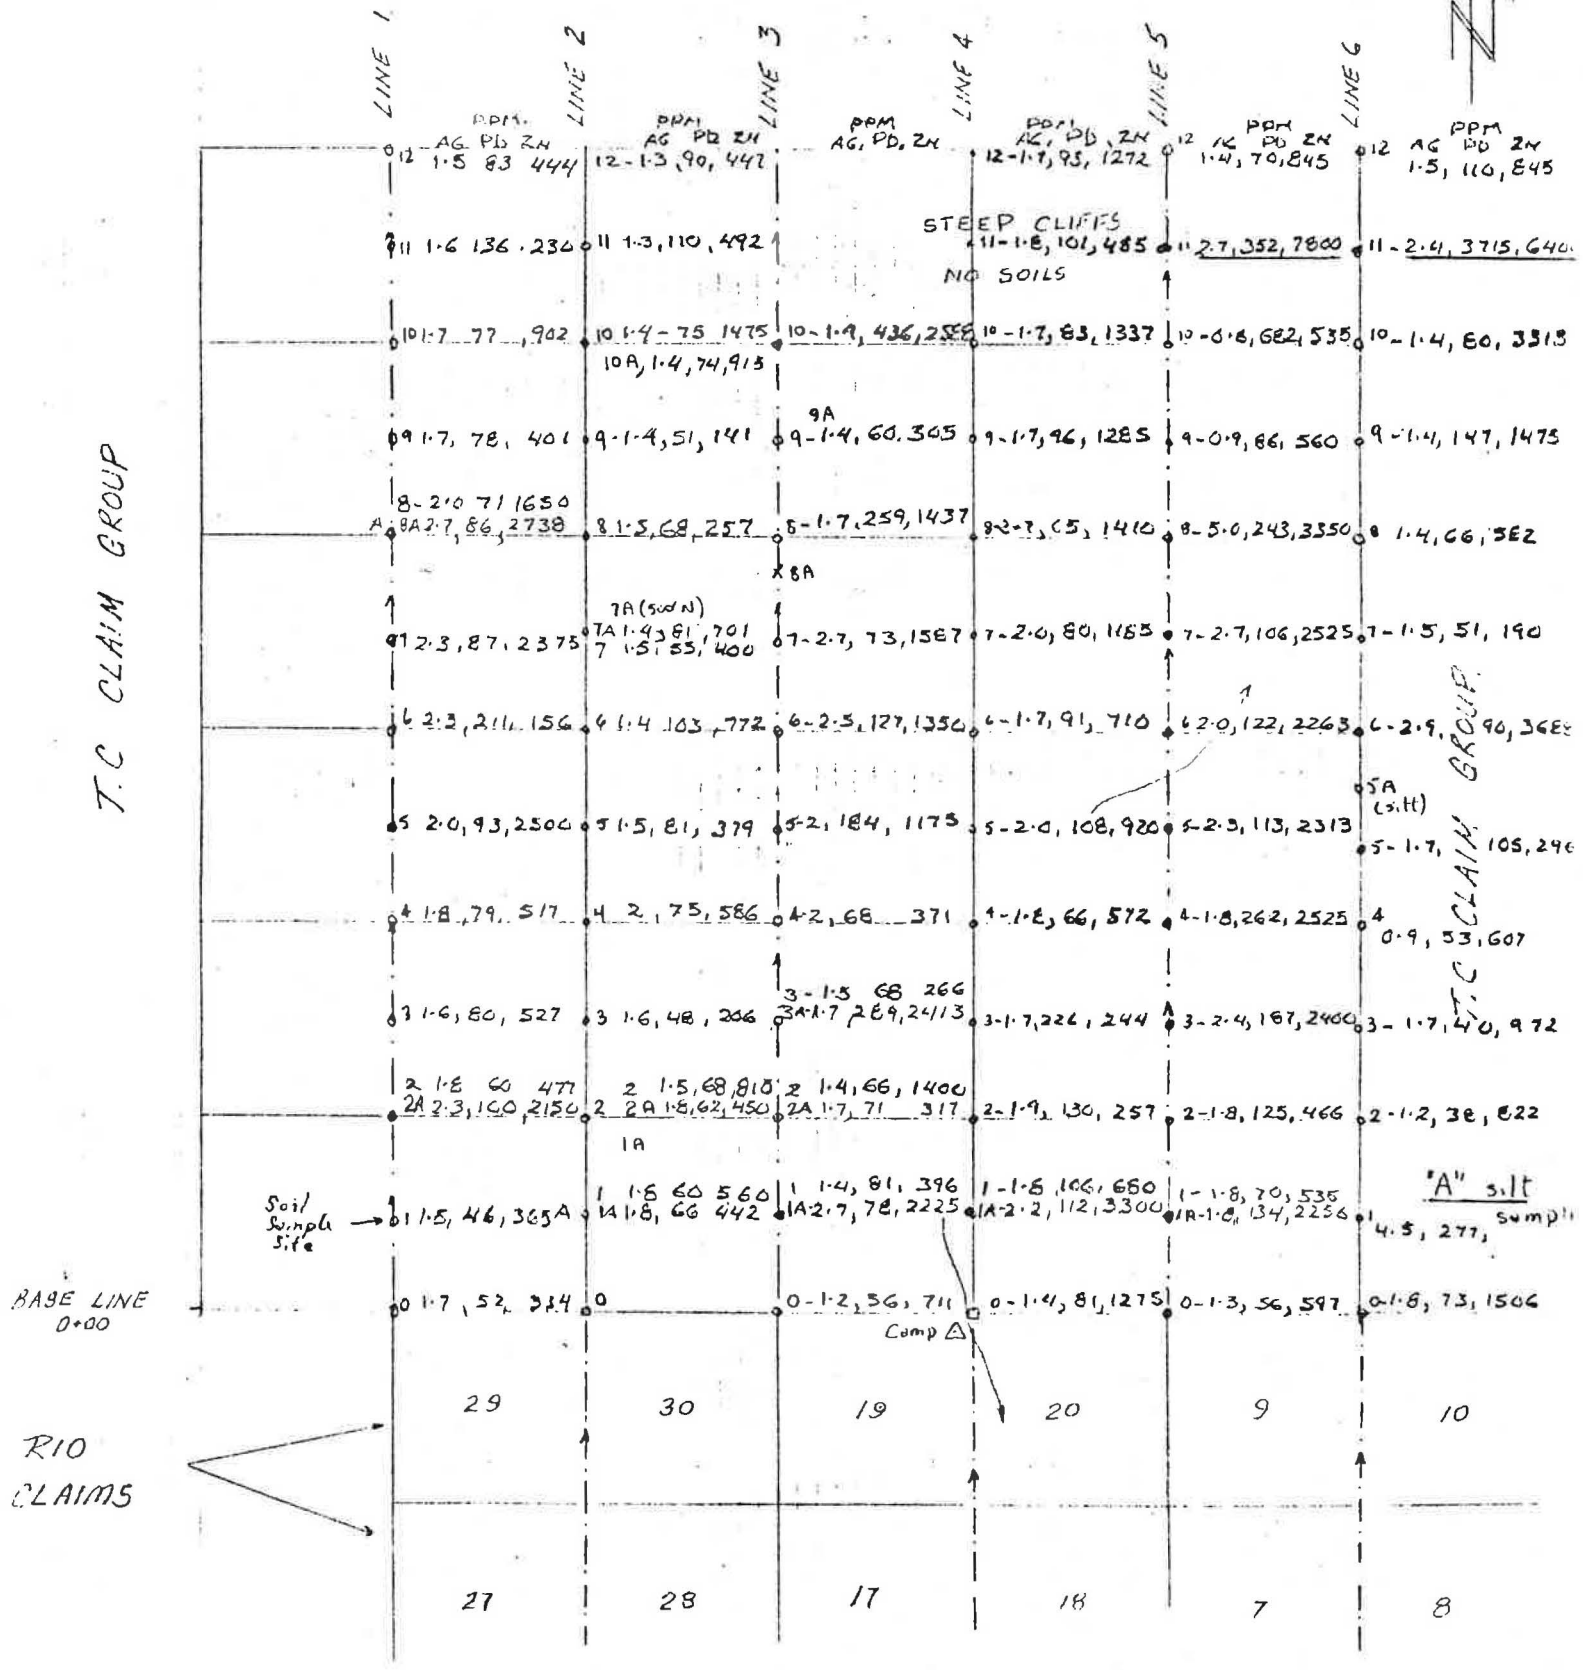 LINE 1
LINE 2
LINE 3
LINE 4
LINE 5
LINE 6
PPM. PPM PPM PPM PPM PPM
AG Pb ZN AG Pb ZN AG, Pb, ZN AG, Pb, ZN AG Pb ZN AG Pb ZN
12 1.5 83 444 12-1.3, 90, 447 12-1.7, 95, 1272 12 1.4, 70, 845 12 1.5, 110, 845
STEEP CLIFFS
11 1.6 136. 230 11 1.3, 110, 492 11-1.8, 101, 485 11 2.7, 352, 7800 11-2.4, 3715, 640
NO SOILS
10 1.7 77, 902 10 1.4-75 1475 10-1.9, 436, 10-1.7, 83, 1337 10-0.8, 682, 535 10-1.4, 80, 3313
10A, 1.4, 74, 915
9A
9 1.7, 78, 401 9-1.4, 51, 141 9-1.4, 60. 305 9-1.7, 96, 1285 9-0.9, 86, 560 9-1.4, 147, 1475
8-2.0 71 1650
A 8A 2.7, 86, 2738 8 1.5, 68, 257 8-1.7, 259, 1437 8-2-7, 65, 1410 8-5.0, 243, 3350 8 1.4, 66, 582
X 8A
7A
7 2.3, 87, 2375 7A 1.4, 81, 701 7-2.7, 73, 1587 7-2.0, 80, 1185 7-2.7, 106, 2525 7-1.5, 51, 190
7 1.5, 55, 400
6 2.3, 211, 156 6 1.4 103, 772 6-2.5, 127, 1350 6-1.7, 91, 710 6 2.0, 122, 2263 6-2.9, 90, 368
5A
(silt)
5 2.0, 93, 2500 5 1.5, 81, 379 5-2, 184, 1175 5-2.0, 108, 920 5-2.3, 113, 2313
5-1.7, 105, 296
4 1.8, 79, 517 4 2, 75, 586 4-2, 68 371 4-1.8, 66, 572 4-1.8, 262, 2525 4
0.9, 53, 607
3-1.5 68 266
3 1.6, 80, 527 3 1.6, 48, 206 3A-1.7, 289, 2413 3-1.7, 226, 244 3-2.4, 187, 2400 3-1.7, 40, 972
2 1.8 60 477 2 1.5, 68, 810 2 1.4, 66, 1400
2A 2.3, 160, 2150 2 2A 1.8, 62, 450 2A 1.7, 71 317 2-1.9, 130, 257 2-1.8, 125, 466 2-1.2, 38, 822
1A
1 1.8 60 560 1 1.4, 81, 396 1-1.8, 106, 680 1-1.8, 70, 535
1 1.5, 46, 365 A 1A 1.8, 66 442 1A-2.7, 78, 2225 1A-2.2, 112, 3300 1A-1.8, 134, 2256 1
4.5, 277,
"A" silt
sample
Soil
Sample
Site
BASE LINE
0+00
0 1.7, 52, 334 0 0-1.2, 56, 711 0-1.4, 81, 1275 0-1.3, 56, 597 0-1.8, 73, 1506
Camp △
29 30 19 20 9 10
RIO
CLAIMS
27 28 17 18 7 8
T.C CLAIM GROUP
T.C CLAIM GROUP